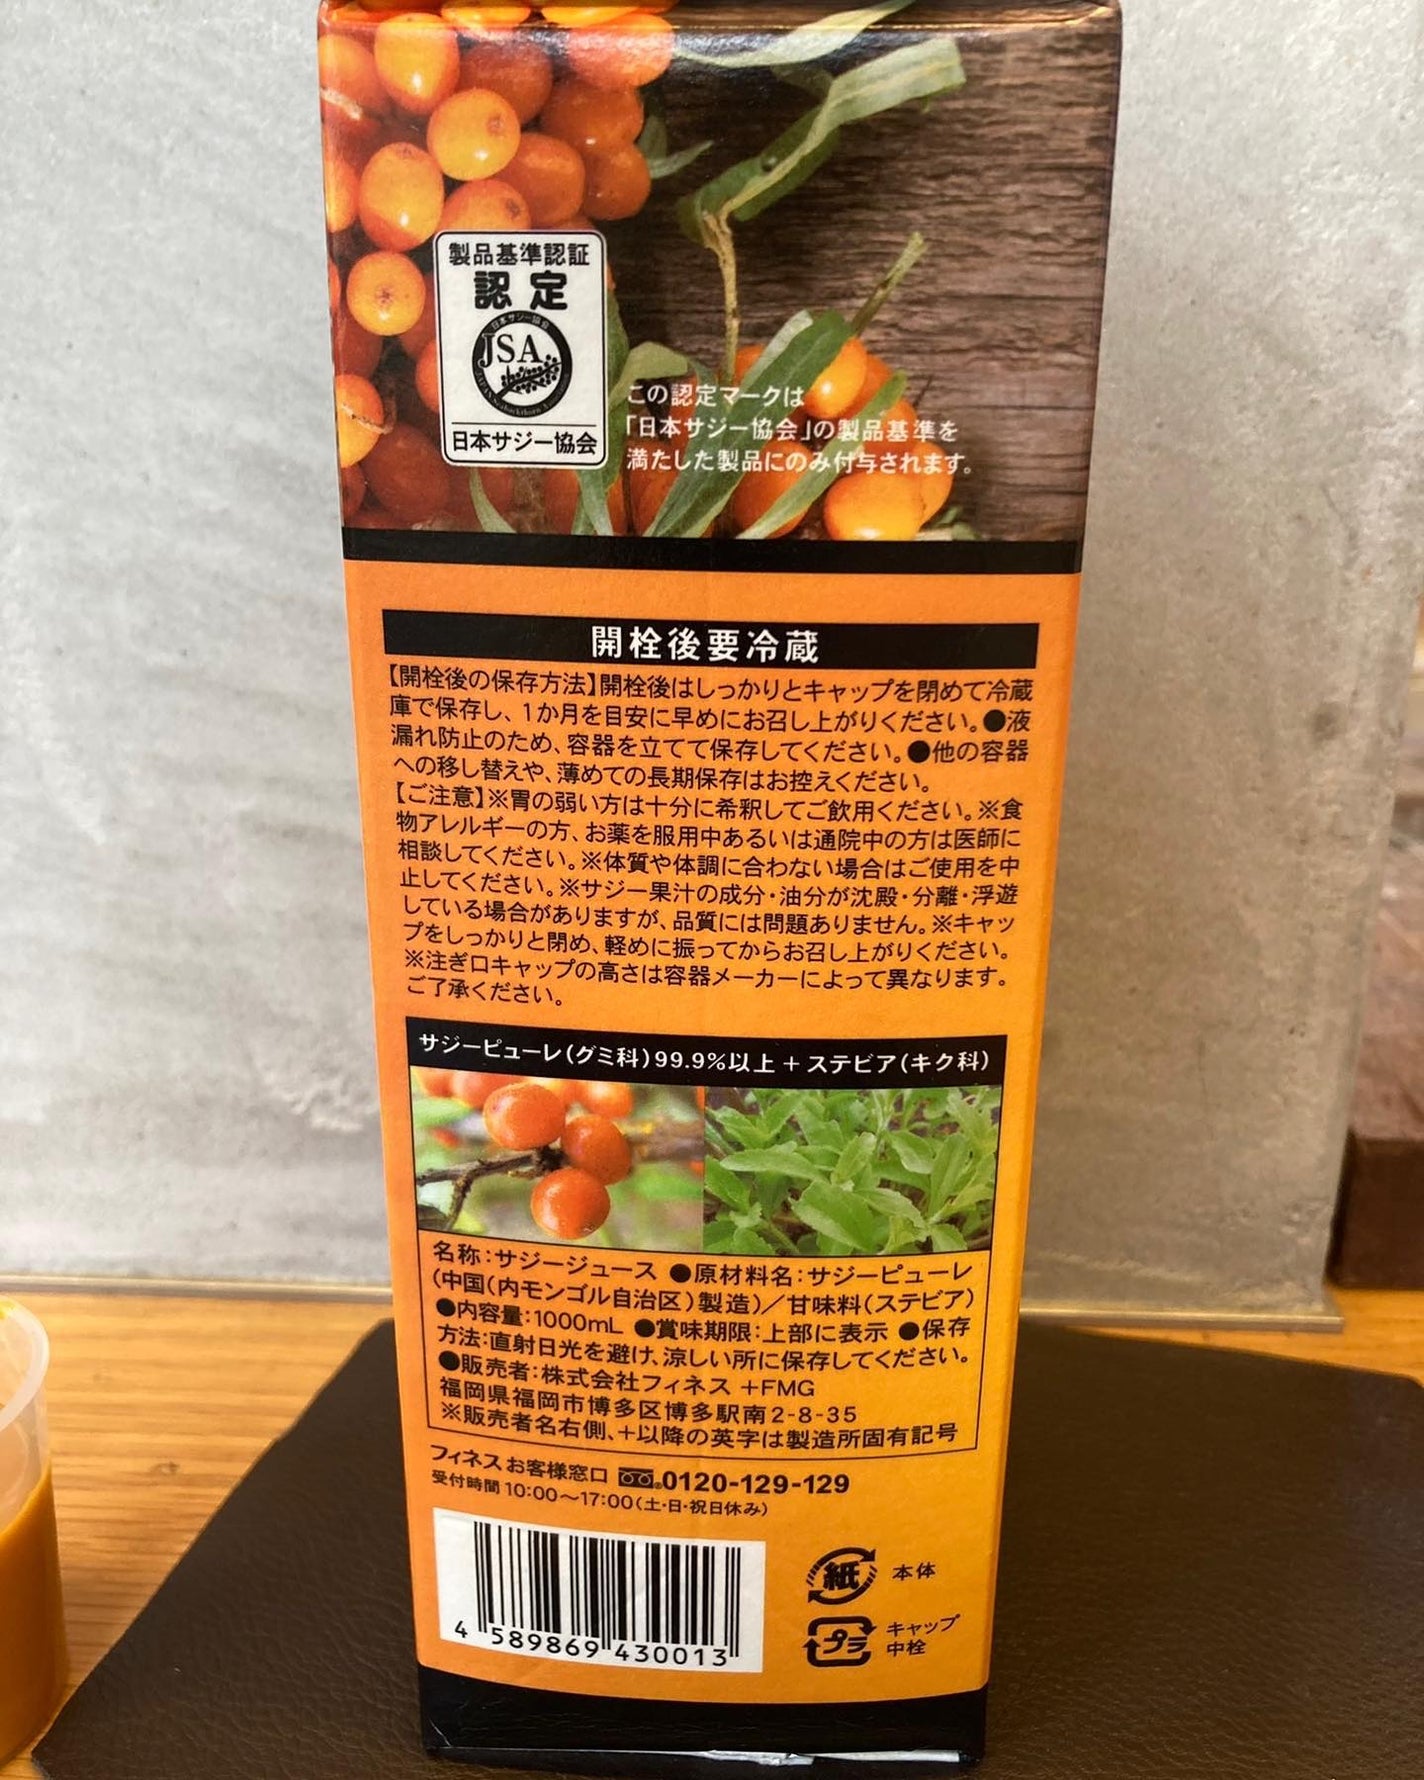 製品基準認証
認定
日本サジー協会
JSA
日本サジー協会
この認定マークは
「日本サジー協会」の製品基準を
満たした製品にのみ付与されます。
開栓後要冷蔵
【開栓後の保存方法】開栓後はしっかりとキャップを閉めて冷蔵
庫で保存し、1か月を目安に早めにお召し上がりください。●液
漏れ防止のため、容器を立てて保存してください。●他の容器
への移し替えや、薄めての長期保存はお控えください。
【ご注意】※胃の弱い方は十分に希釈してご飲用ください。※食
物アレルギーの方、お薬を服用中あるいは通院中の方は医師に
相談してください。※体質や体調に合わない場合はご使用を中
止してください。※サジー果汁の成分・油分が沈殿・分離・浮遊
している場合がありますが、品質には問題ありません。※キャッ
プをしっかりと閉め、軽めに振ってからお召し上がりください。
※注ぎ口キャップの高さは容器メーカーによって異なります。
ご了承ください。
サジーピューレ(グミ科)99.9%以上+ステビア(キク科)
名称：サジージュース ●原材料名：サジーピューレ
(中国(内モンゴル自治区)製造)／甘味料(ステビア)
●内容量：1000mL ●賞味期限：上部に表示 ●保存
方法：直射日光を避け、涼しい所に保存してください。
●販売者：株式会社フィネス +FMG
福岡県福岡市博多区博多駅南2-8-35
※販売者名右側、+以降の英字は製造所固有記号
フィネスお客様窓口 0120-129-129
受付時間 10:00～17:00(土・日・祝日休み)
4 589869 430013
紙 本体
プラ キャップ
中栓